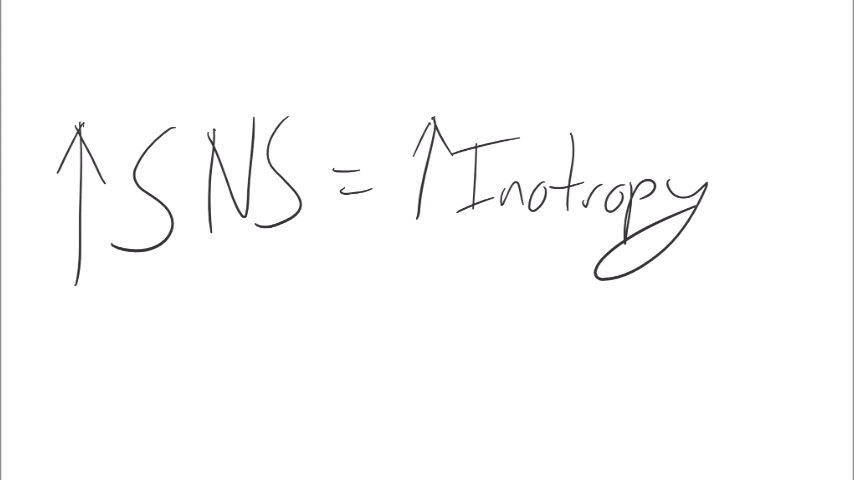 ↑ SNS = ↑ Inotropy